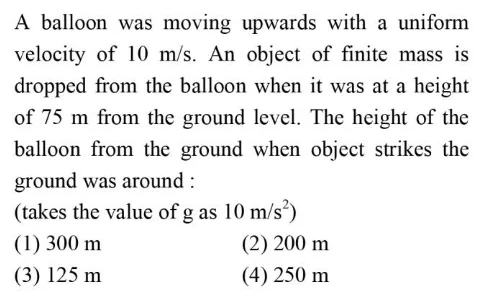 A balloon was moving upwards with a uniform
velocity of 10 m/s. An object of finite mass is
dropped from the balloon when it was at a height
of 75 m from the ground level. The height of the
balloon from the ground when object strikes the
ground was around :
(takes the value of g as 10 m/s²)
(1) 300 m (2) 200 m
(3) 125 m (4) 250 m